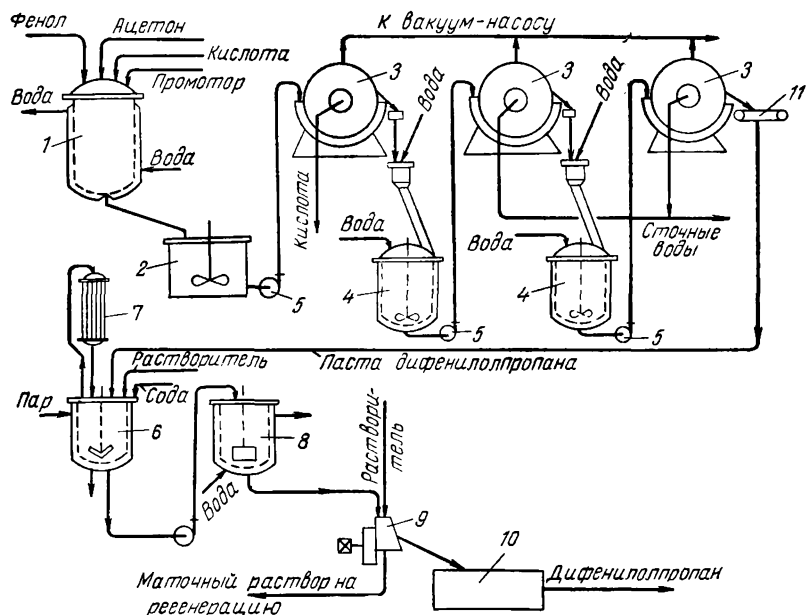 Фенол
Ацетон
Кислота
Промотор
К вакуум-насосу
Вода
1
Вода
3
Вода
3
Вода
3
11
2
5
Кислота
Вода
4
5
Вода
4
5
Сточные
воды
7
Растворитель
Паста дифенилолпропана
Сода
Пар
6
8
Вода
Раствори-
тель
9
10
Маточный раствор на
регенерацию
Дифенилолпропан